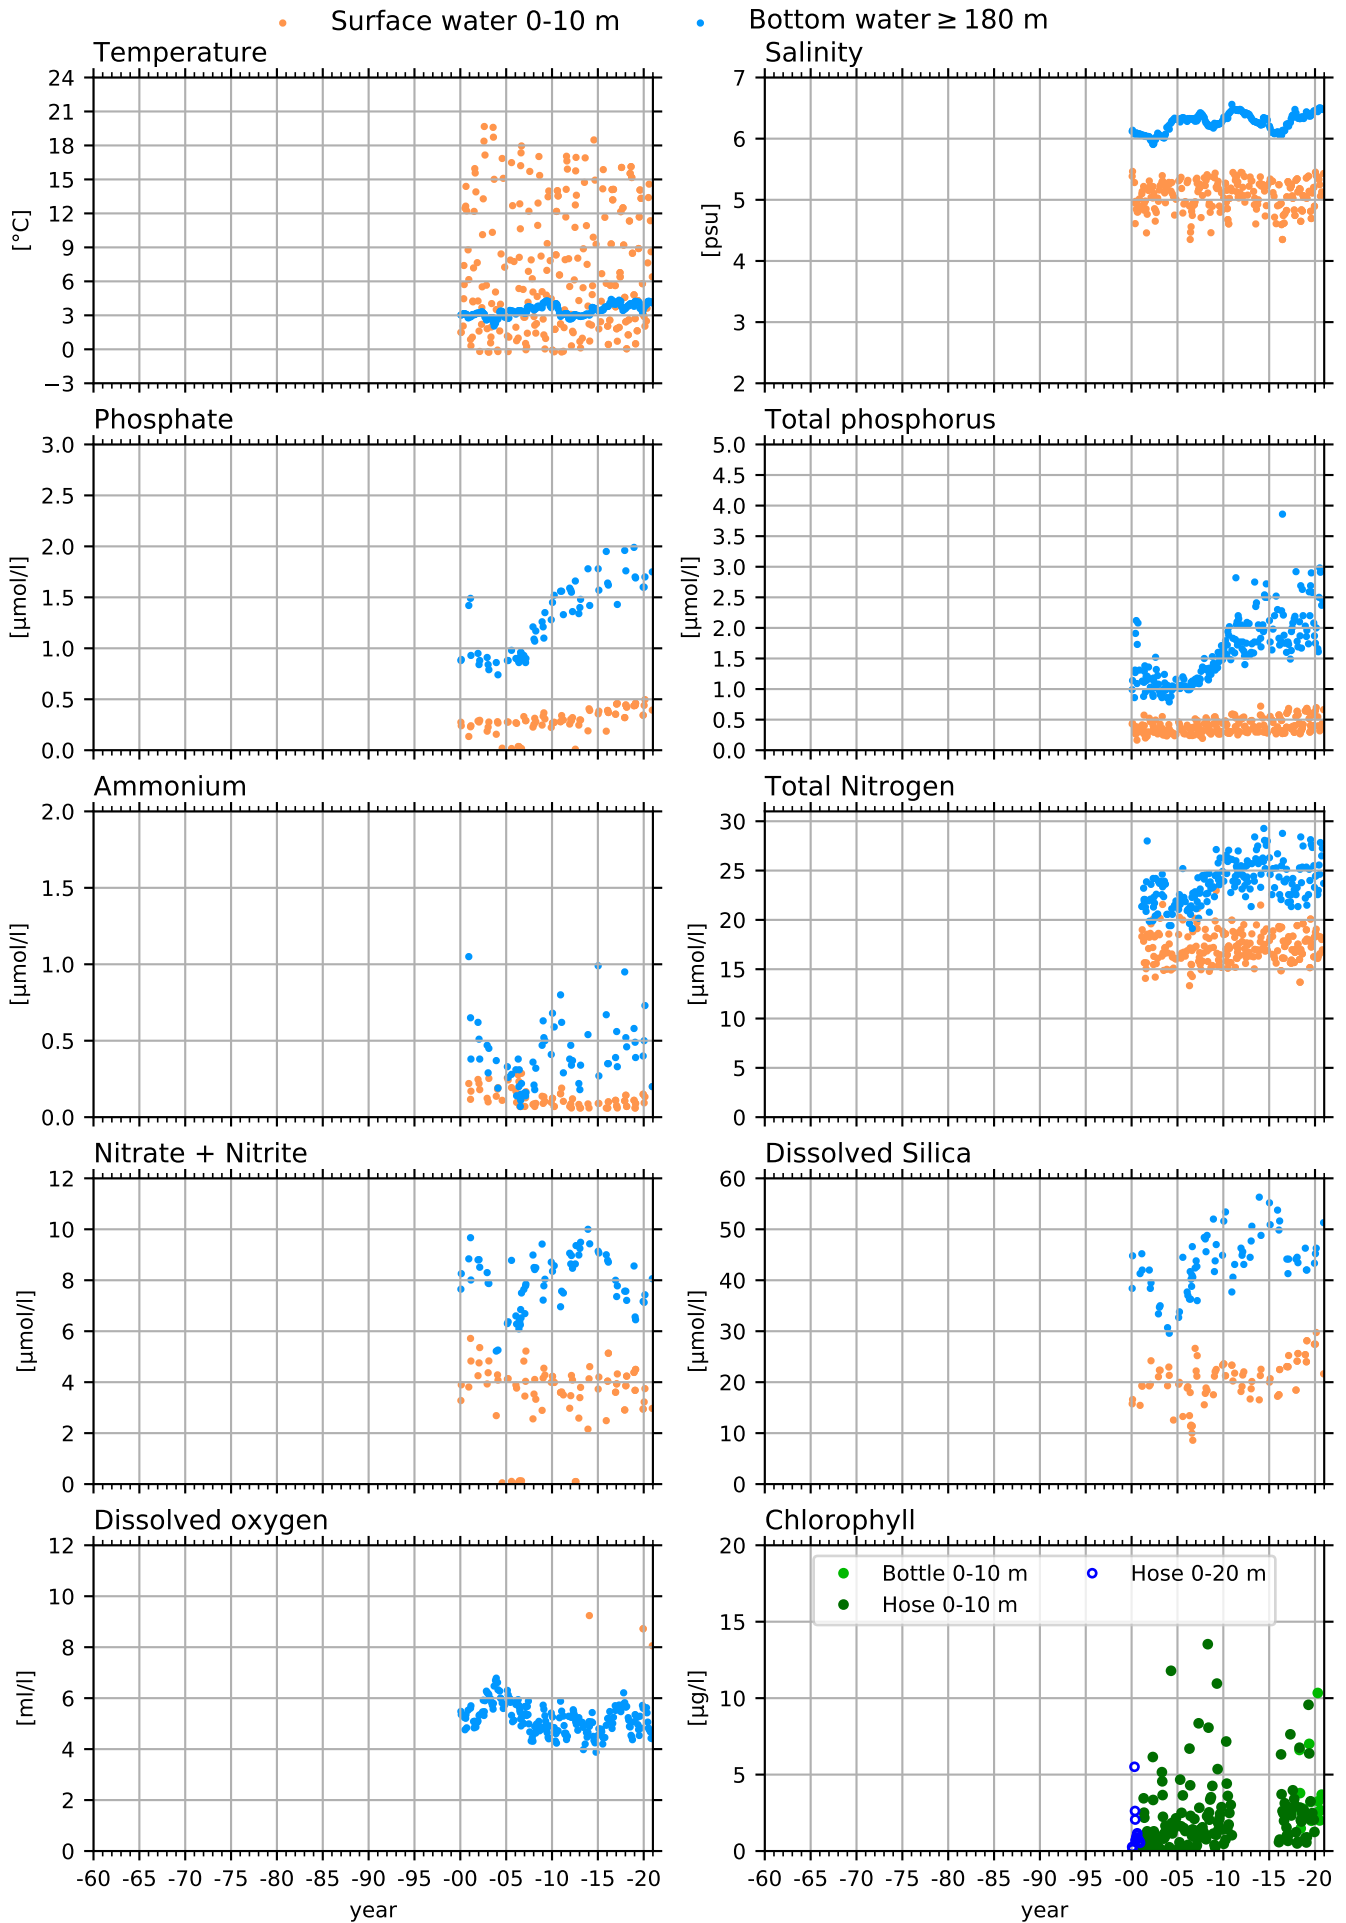 Surface water 0-10 m
Bottom water ≥ 180 m
Temperature
24
21
18
15
12
9
6
3
0
−3
[°C]
Salinity
7
6
5
4
3
2
[psu]
Phosphate
3.0
2.5
2.0
1.5
1.0
0.5
0.0
[µmol/l]
Total phosphorus
5.0
4.5
4.0
3.5
3.0
2.5
2.0
1.5
1.0
0.5
0.0
[µmol/l]
Ammonium
2.0
1.5
1.0
0.5
0.0
[µmol/l]
Total Nitrogen
30
25
20
15
10
5
0
[µmol/l]
Nitrate + Nitrite
12
10
8
6
4
2
0
[µmol/l]
Dissolved Silica
60
50
40
30
20
10
0
[µmol/l]
Dissolved oxygen
12
10
8
6
4
2
0
[ml/l]
-60 -65 -70 -75 -80 -85 -90 -95 -00 -05 -10 -15 -20
year
Chlorophyll
Bottle 0-10 m
Hose 0-10 m
Hose 0-20 m
20
15
10
5
0
[µg/l]
-60 -65 -70 -75 -80 -85 -90 -95 -00 -05 -10 -15 -20
year